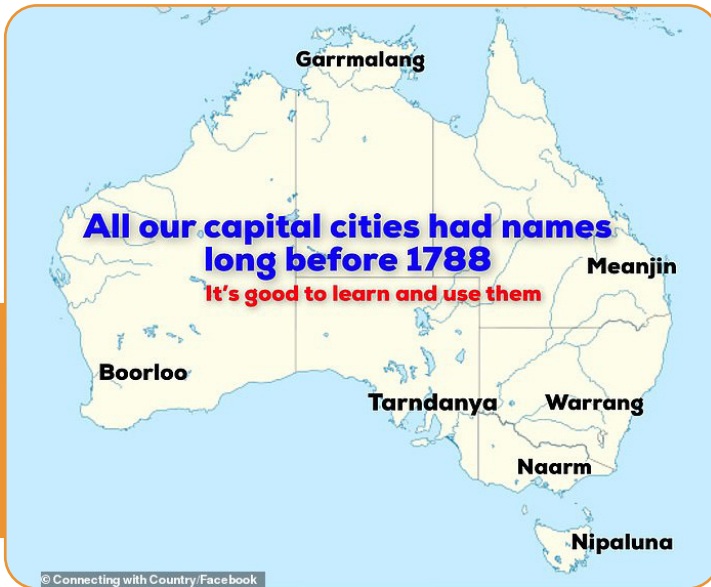 Garrmalang
All our capital cities had names
long before 1788
Meanjin
It's good to learn and use them
Boorloo
Tarndanya
Warrang
Naarm
Nipaluna
© Connecting with Country/Facebook